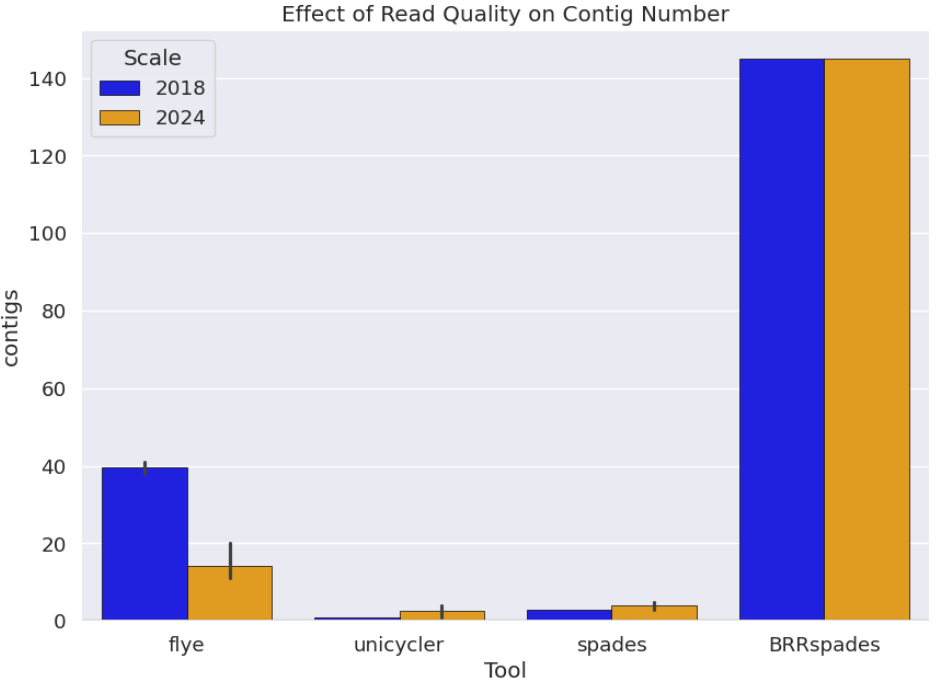 Effect of Read Quality on Contig Number
Scale
2018
2024
140
120
100
80
60
40
20
0
contigs
flye unicycler spades BRRspades
Tool